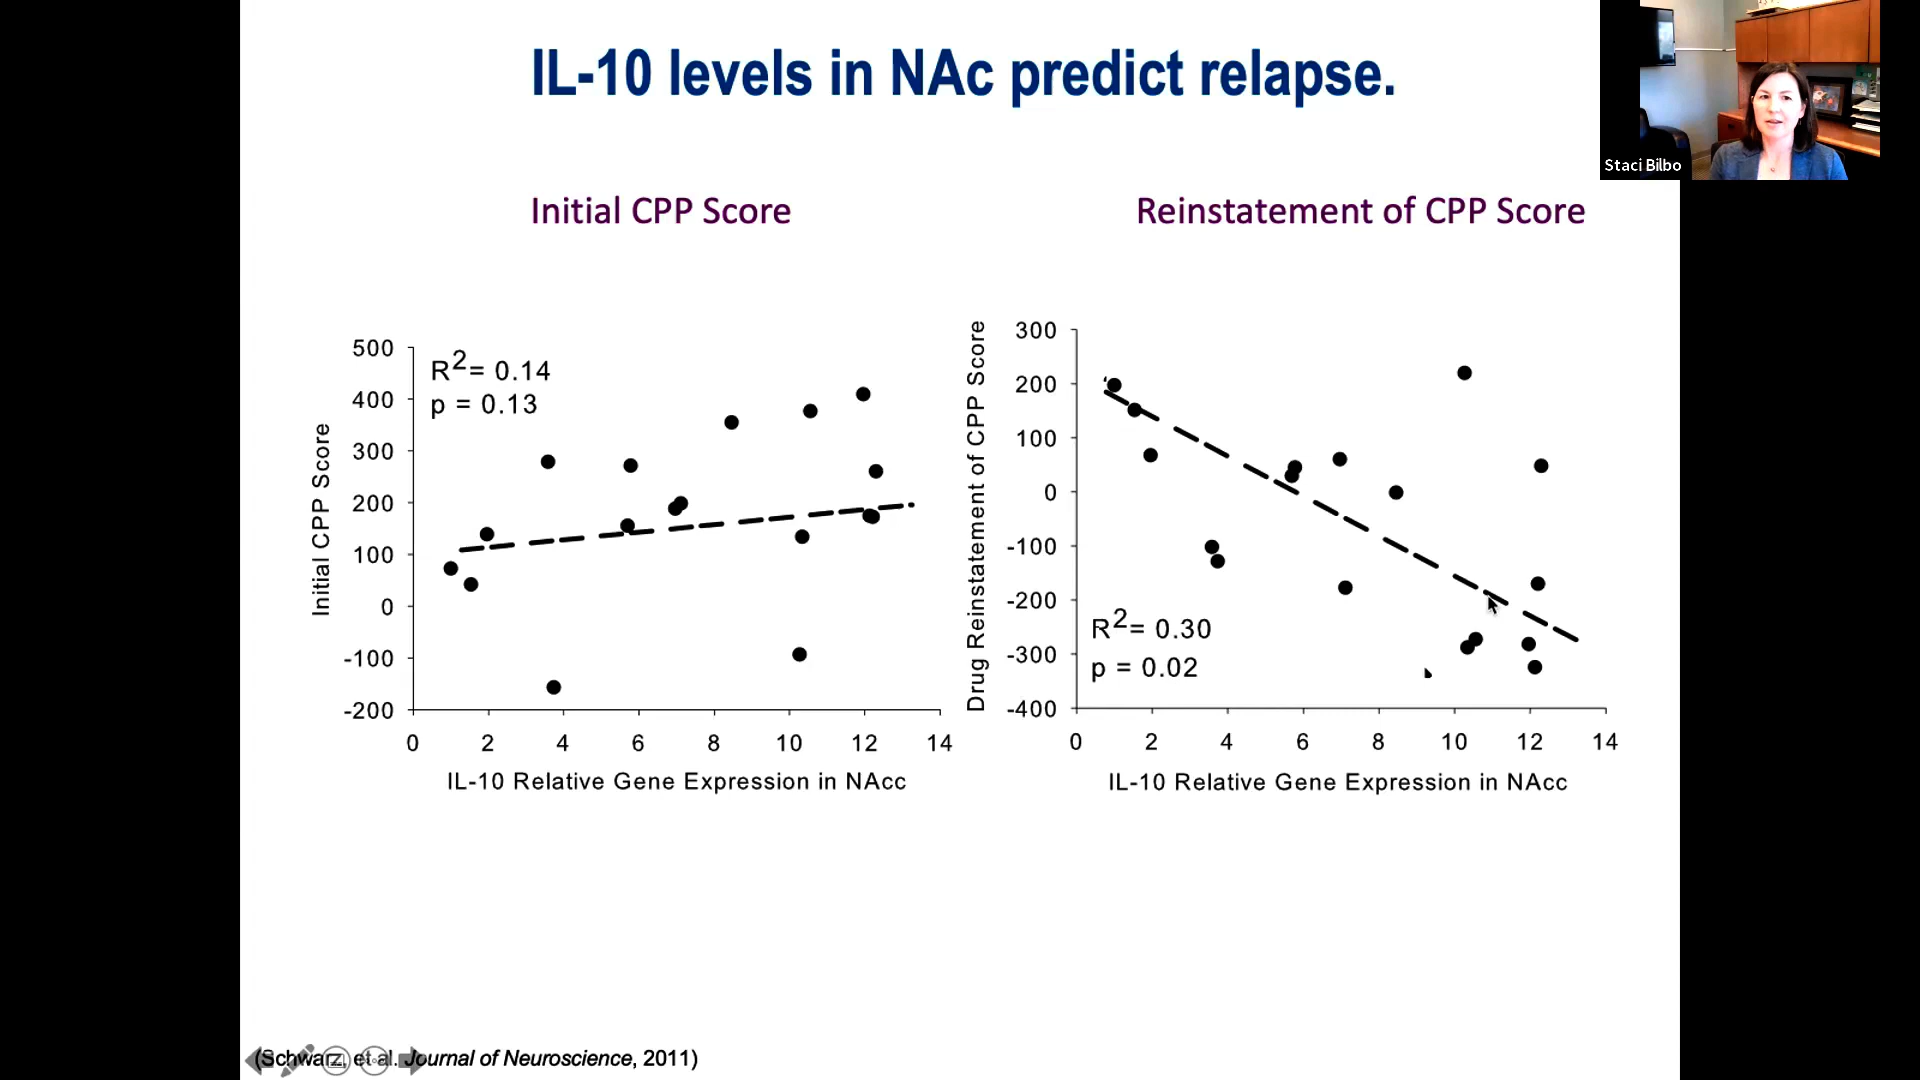 IL-10 levels in NAc predict relapse.
Staci Bilbo
Initial CPP Score
Reinstatement of CPP Score
Initial CPP Score
500
400
300
200
100
0
-100
-200
R2= 0.14
p = 0.13
0 2 4 6 8 10 12 14
IL-10 Relative Gene Expression in NAcc
Drug Reinstatement of CPP Score
300
200
100
0
-100
-200
-300
-400
R2= 0.30
p = 0.02
0 2 4 6 8 10 12 14
IL-10 Relative Gene Expression in NAcc
(Schwarz, et al. Journal of Neuroscience, 2011)